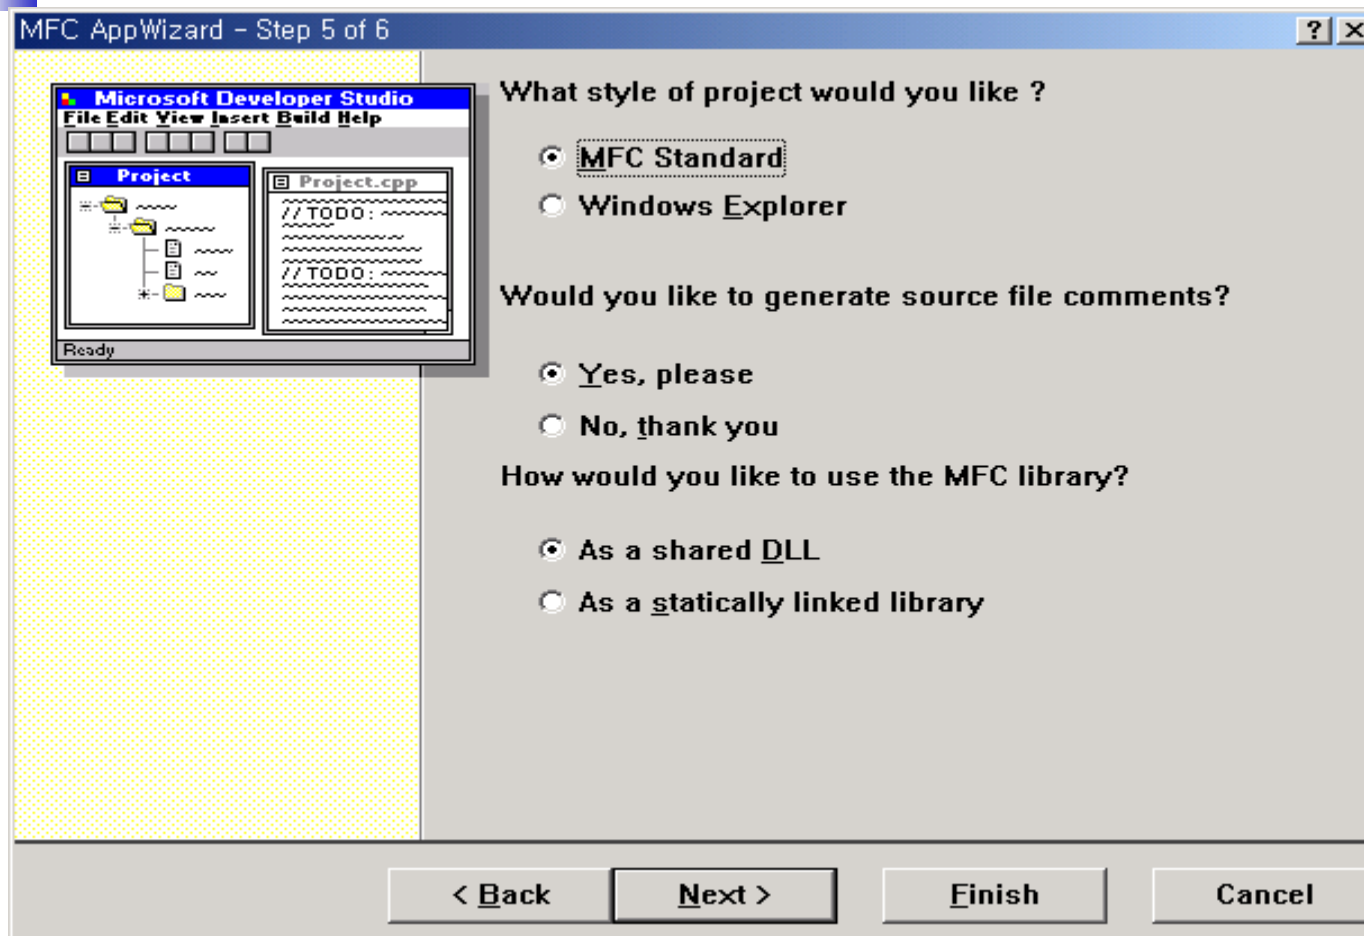 MFC AppWizard - Step 5 of 6
Microsoft Developer Studio
File Edit View Insert Build Help
Project
Project.cpp
//TODO:
//TODO:
Ready
What style of project would you like ?
MFC Standard
Windows Explorer
Would you like to generate source file comments?
Yes, please
No, thank you
How would you like to use the MFC library?
As a shared DLL
As a statically linked library
< Back
Next >
Finish
Cancel